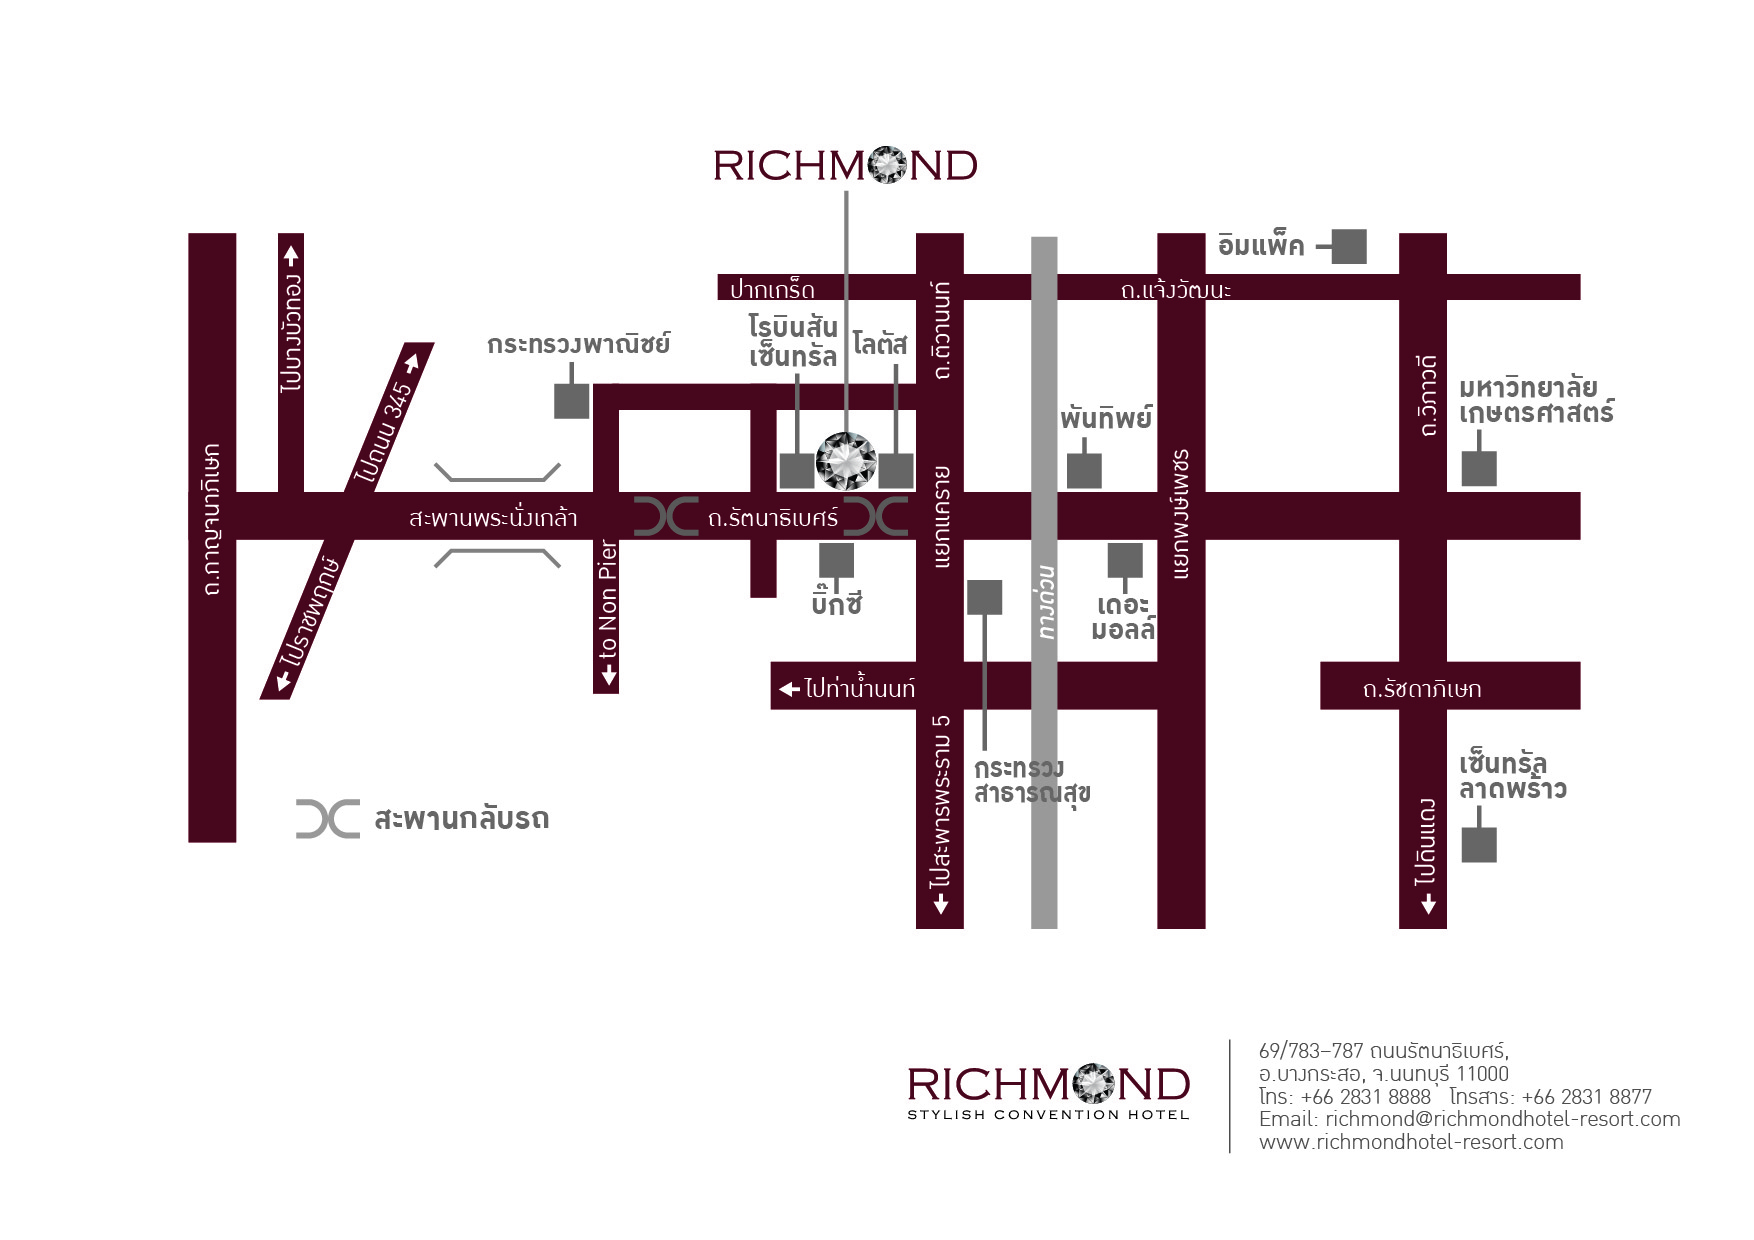 RICHMOND
อิมแพ็ค
ปากเกร็ด
ถ.แจ้งวัฒนะ
ไปบางบัวทอง
ถ.ติวานนท์
โรบินสัน
เซ็นทรัล
โลตัส
กระทรวงพาณิชย์
ไปถนน 345
ถ.วิภาวดี
มหาวิทยาลัย
เกษตรศาสตร์
พันทิพย์
ถ.กาญจนาภิเษก
สะพานพระนั่งเกล้า
ถ.รัตนาธิเบศร์
แยกแคราย
แยกพงษ์เพชร
ไปราชพฤกษ์
to Non Pier
บิ๊กซี
ทางด่วน
เดอะ
มอลล์
ไปท่าน้ำนนท์
ถ.รัชดาภิเษก
ไปสะพารพระราม 5
กระทรวง
สาธารณสุข
เซ็นทรัล
ลาดพร้าว
ไปดินแดง
สะพานกลับรถ
RICHMOND
STYLISH CONVENTION HOTEL
69/783–787 ถนนรัตนาธิเบศร์,
อ.บางกระสอ, จ.นนทบุรี 11000
โทร: +66 2831 8888 โทรสาร: +66 2831 8877
Email: richmond@richmondhotel-resort.com
www.richmondhotel-resort.com